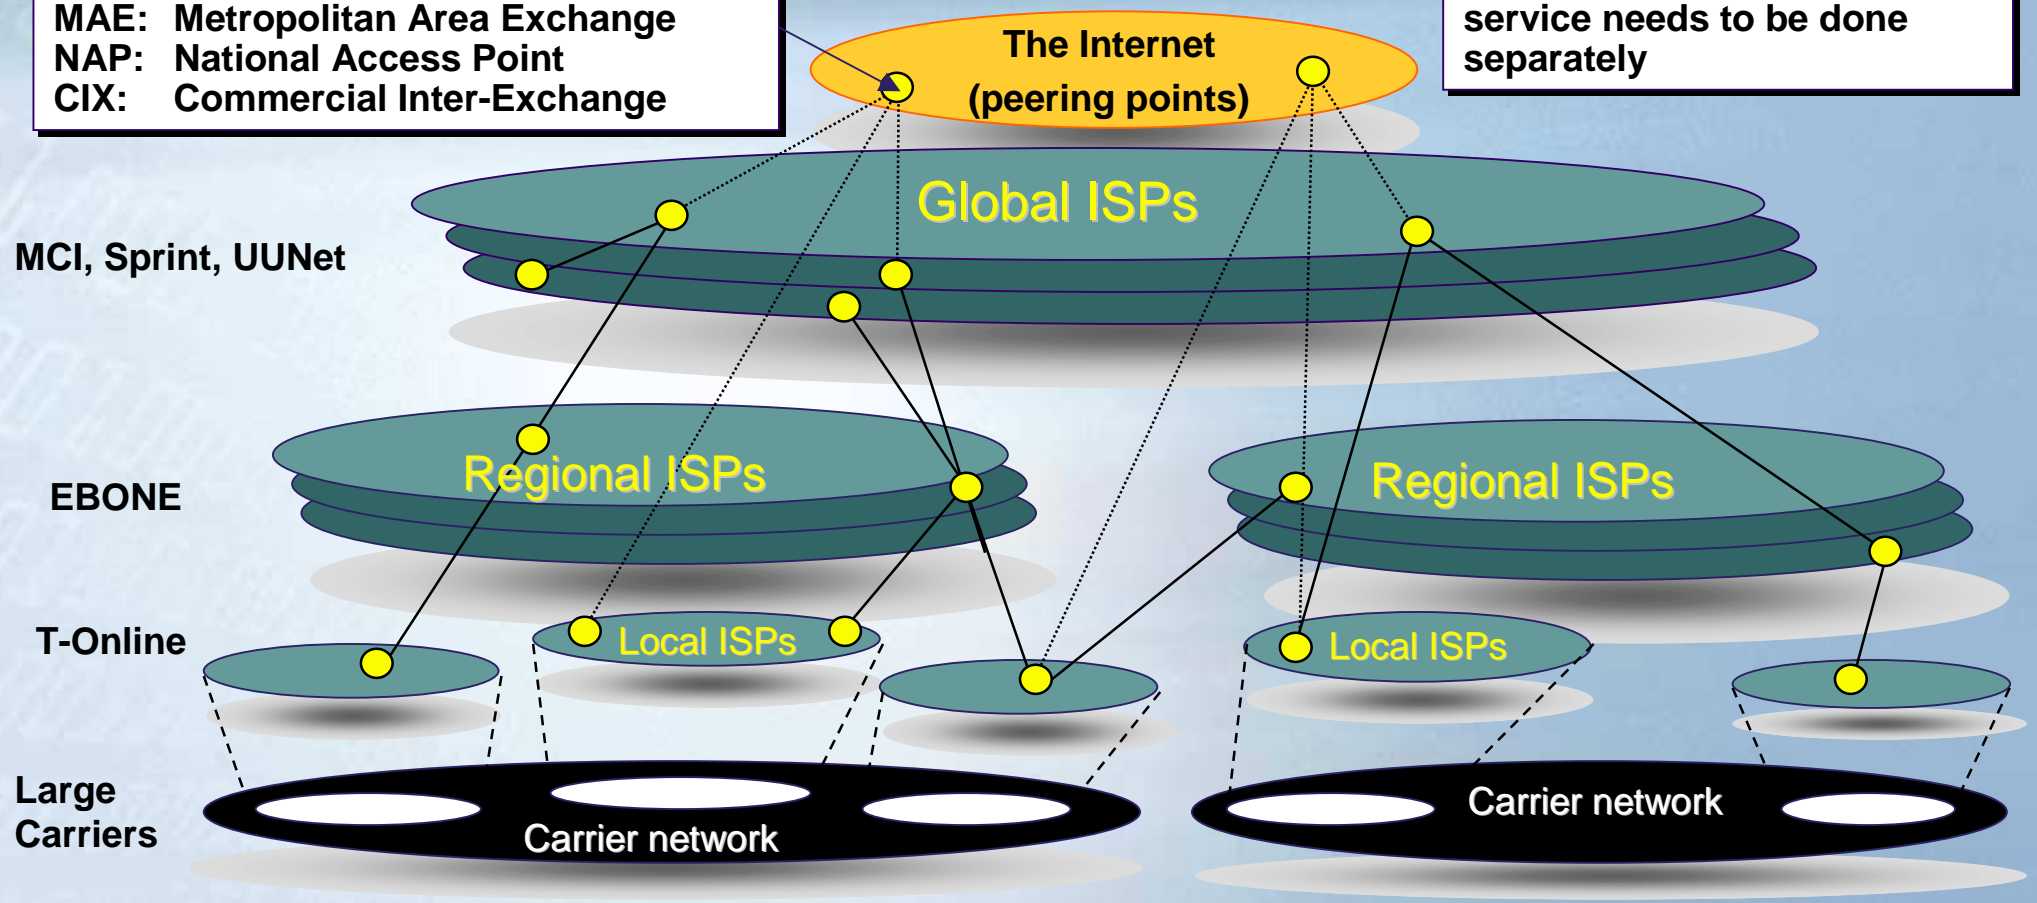 MAE: Metropolitan Area Exchange
NAP: National Access Point
CIX: Commercial Inter-Exchange
The Internet
(peering points)
service needs to be done
separately
Global ISPs
MCI, Sprint, UUNet
Regional ISPs
Regional ISPs
EBONE
T-Online
Local ISPs
Local ISPs
Large
Carriers
Carrier network
Carrier network